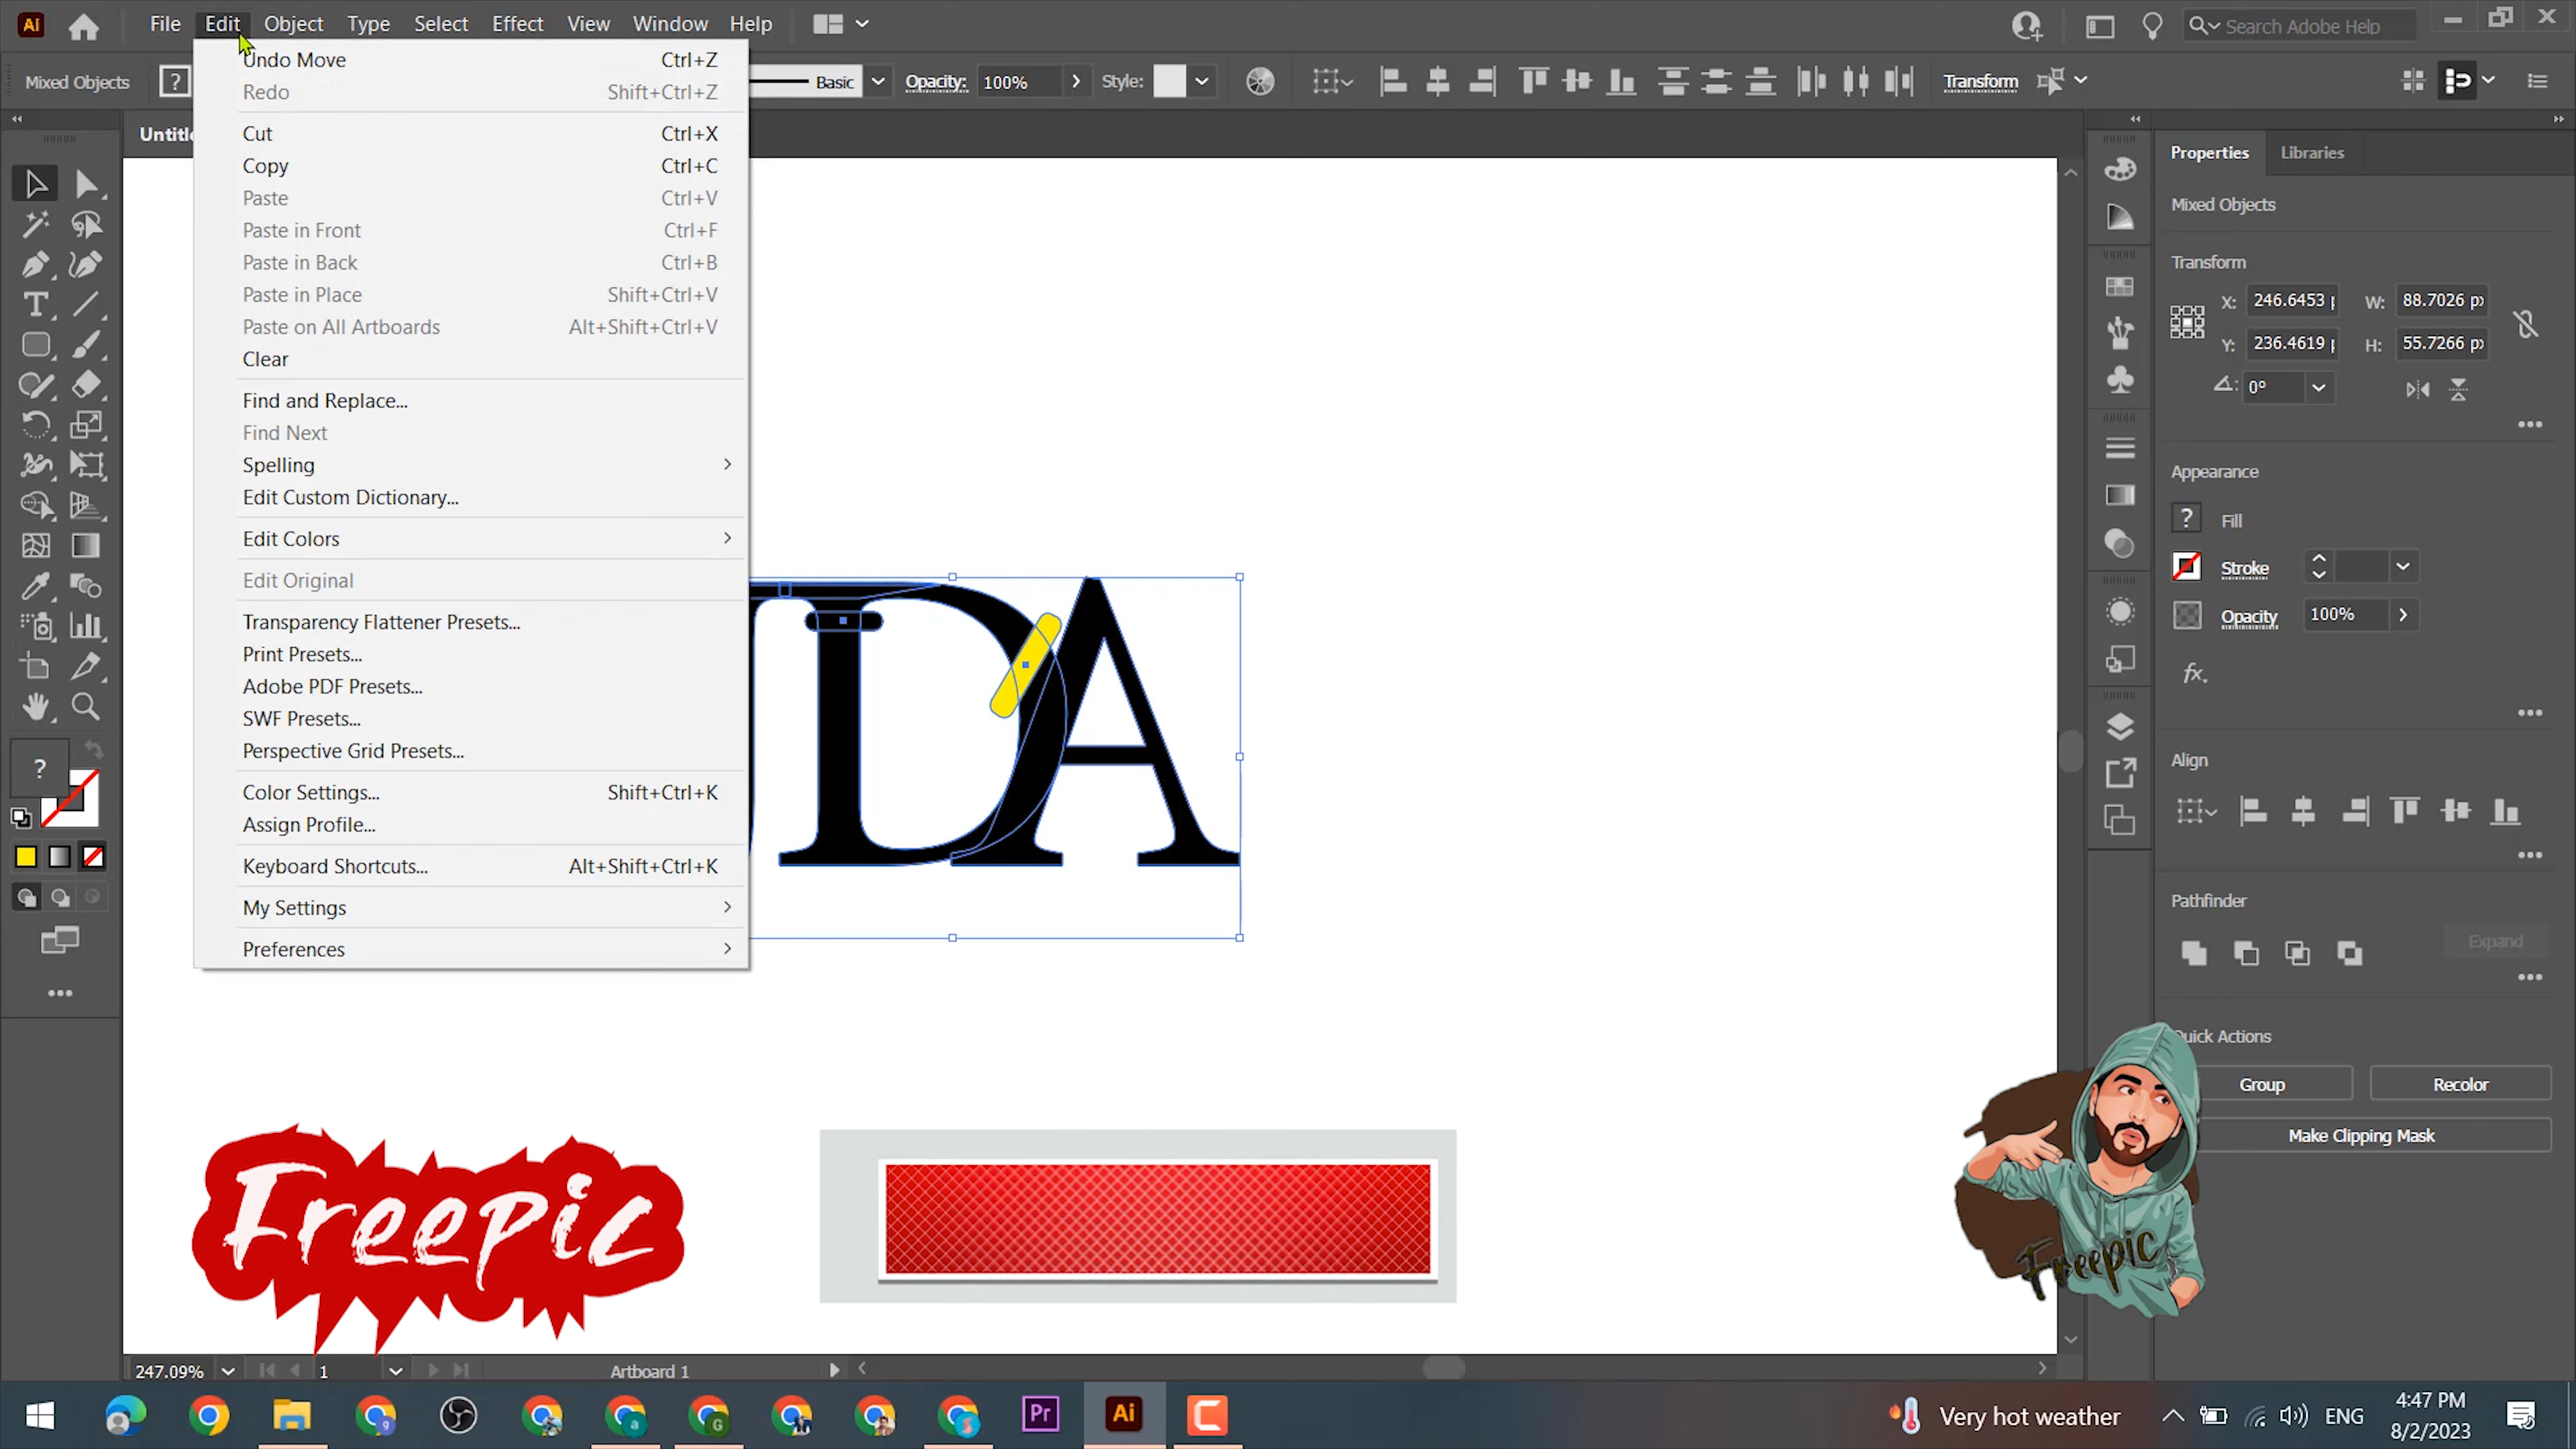 Ai File Edit Object Type Select Effect View Window Help Search Adobe Help
Mixed Objects ? Basic Opacity: 100% Style: Transform
Undo Move Ctrl+Z
Redo Shift+Ctrl+Z
Cut Ctrl+X
Copy Ctrl+C
Paste Ctrl+V
Paste in Front Ctrl+F
Paste in Back Ctrl+B
Paste in Place Shift+Ctrl+V
Paste on All Artboards Alt+Shift+Ctrl+V
Clear
Find and Replace...
Find Next
Spelling
Edit Custom Dictionary...
Edit Colors
Edit Original
Transparency Flattener Presets...
Print Presets...
Adobe PDF Presets...
SWF Presets...
Perspective Grid Presets...
Color Settings... Shift+Ctrl+K
Assign Profile...
Keyboard Shortcuts... Alt+Shift+Ctrl+K
My Settings
Preferences
?
DA
Properties Libraries
Mixed Objects
Transform
X: 246.6453 W: 88.7026 px
Y: 236.4619 H: 55.7266 px
0°
Appearance
? Fill
Stroke
Opacity 100%
fx
Align
Pathfinder
Expand
Quick Actions
Group Recolor
Make Clipping Mask
Freepic
Freepic
247.09% 1 Artboard 1
Pr Ai Very hot weather ENG 4:47 PM
8/2/2023